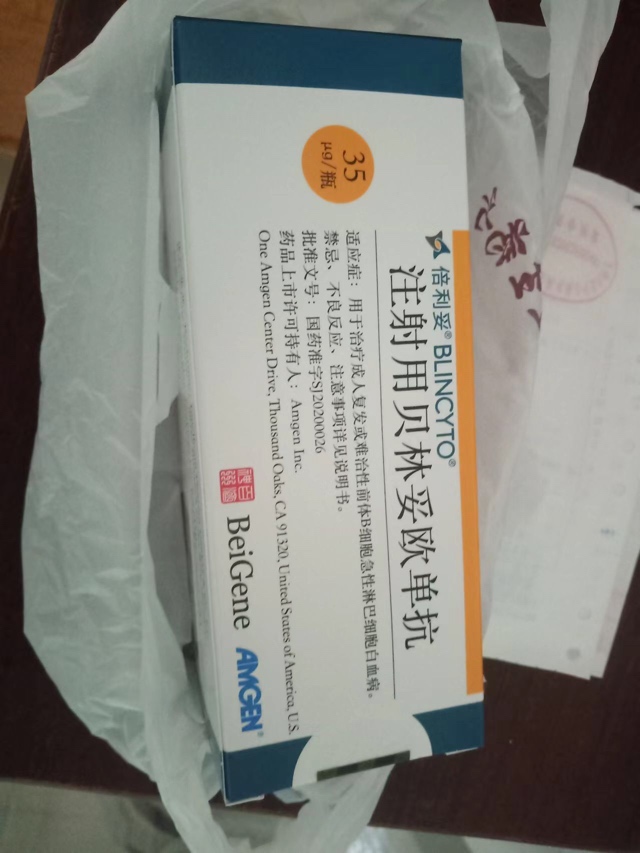 倍利妥® BLINCYTO®
注射用贝林妥欧单抗
35
µg/瓶
适应症：用于治疗成人复发或难治性前体B细胞急性淋巴细胞白血病。
禁忌、不良反应、注意事项详见说明书。
批准文号：国药准字SJ20200026
药品上市许可持有人：Amgen Inc.
One Amgen Center Drive, Thousand Oaks, CA 91320, United States of America, U.S.
BeiGene
AMGEN®